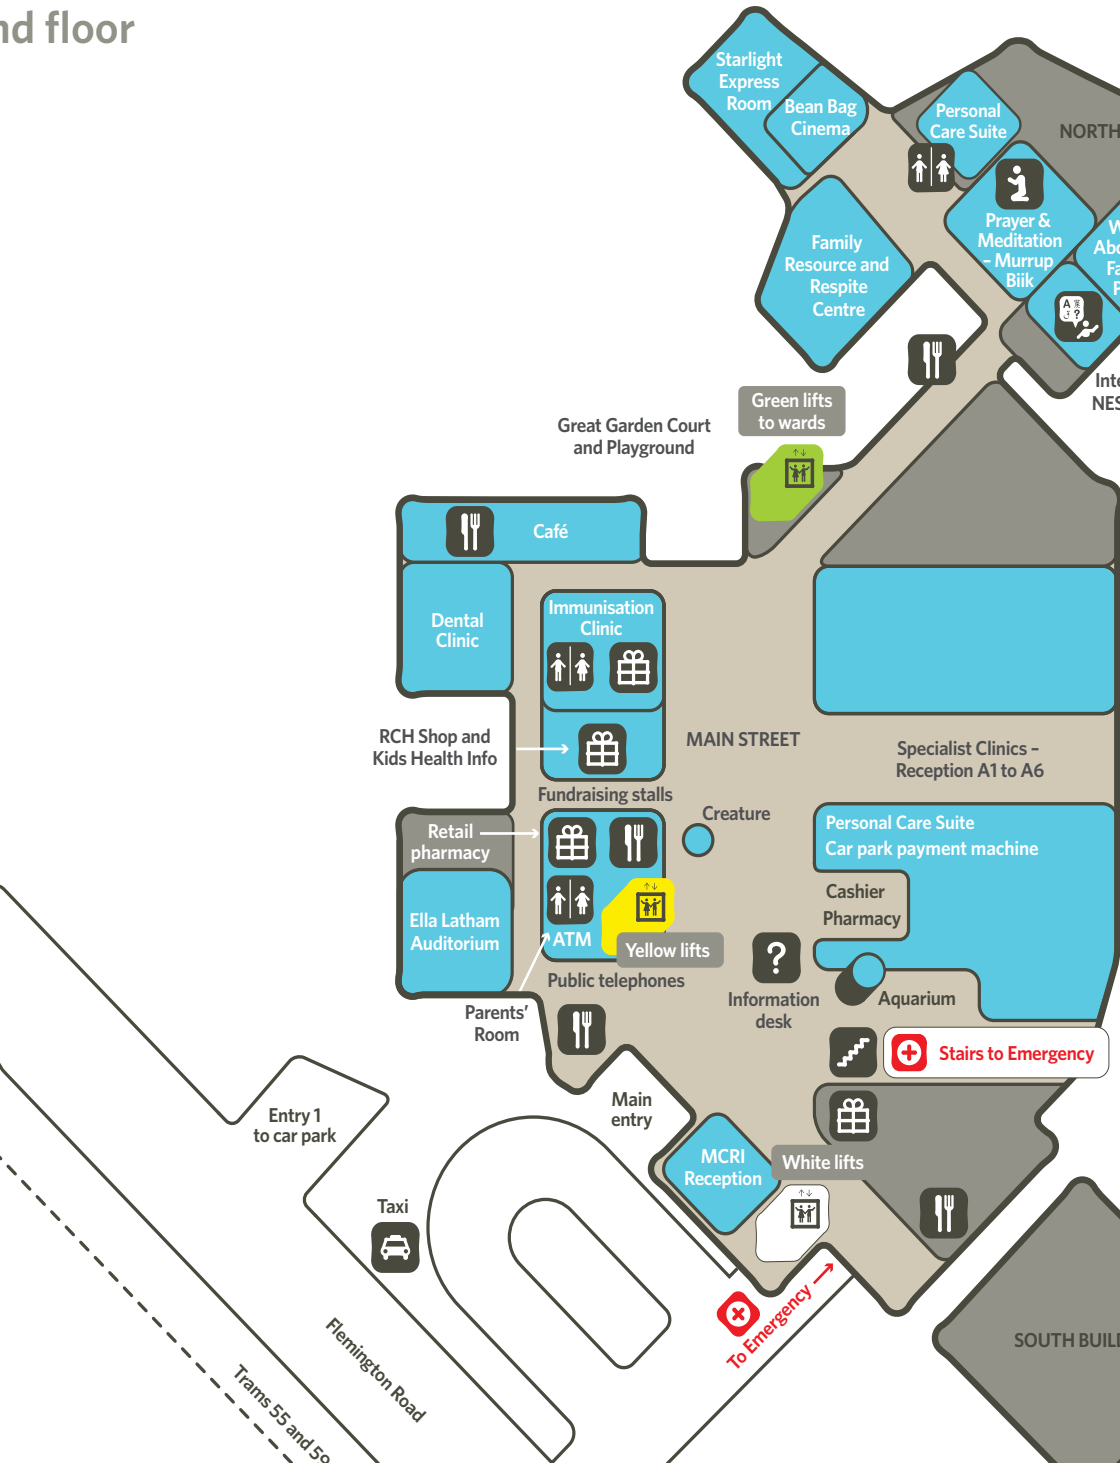 floor
Starlight
Express
Room
Bean Bag
Cinema
Personal
Care Suite
NORTH
Prayer &
Meditation
– Murrup
Biik
Family
Resource and
Respite
Centre
A
?
Green lifts
to wards
Great Garden Court
and Playground
Café
Dental
Clinic
Immunisation
Clinic
RCH Shop and
Kids Health Info
MAIN STREET
Specialist Clinics –
Reception A1 to A6
Fundraising stalls
Creature
Retail
pharmacy
Personal Care Suite
Car park payment machine
Cashier
Pharmacy
Ella Latham
Auditorium
ATM
Yellow lifts
?
Public telephones
Information
desk
Aquarium
Parents'
Room
Stairs to Emergency
Main
entry
Entry 1
to car park
MCRI
Reception
White lifts
Taxi
To Emergency
Flemington Road
Trams 55 and 59
SOUTH